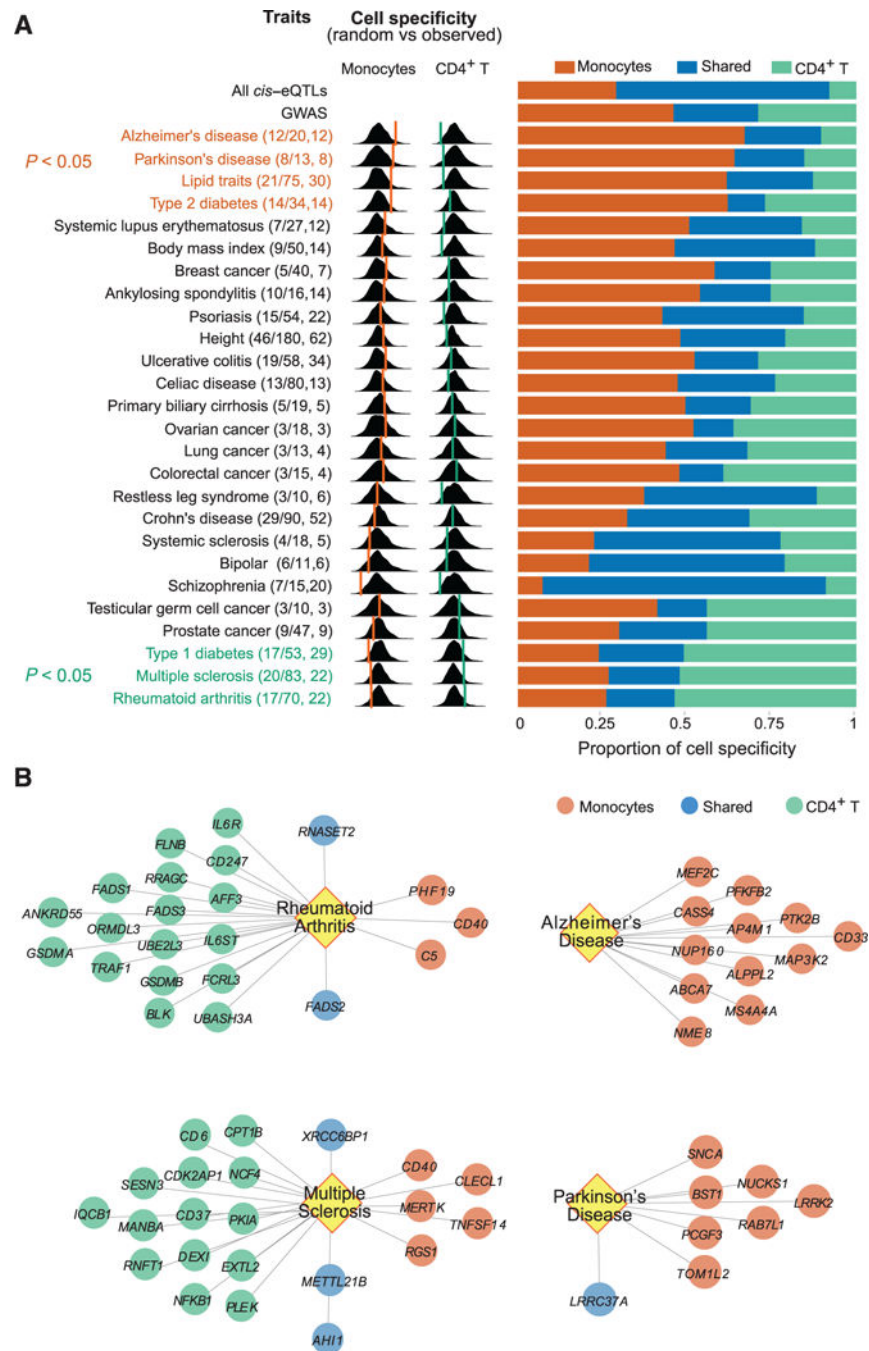 A
Traits
Cell specificity
(random vs observed)
Monocytes
CD4+ T
Monocytes
Shared
CD4+ T
All cis–eQTLs
GWAS
Alzheimer's disease (12/20,12)
P < 0.05
Parkinson's disease (8/13, 8)
Lipid traits (21/75, 30)
Type 2 diabetes (14/34,14)
Systemic lupus erythematosus (7/27,12)
Body mass index (9/50,14)
Breast cancer (5/40, 7)
Ankylosing spondylitis (10/16,14)
Psoriasis (15/54, 22)
Height (46/180, 62)
Ulcerative colitis (19/58, 34)
Celiac disease (13/80,13)
Primary biliary cirrhosis (5/19, 5)
Ovarian cancer (3/18, 3)
Lung cancer (3/13, 4)
Colorectal cancer (3/15, 4)
Restless leg syndrome (3/10, 6)
Crohn's disease (29/90, 52)
Systemic sclerosis (4/18, 5)
Bipolar (6/11,6)
Schizophrenia (7/15,20)
Testicular germ cell cancer (3/10, 3)
Prostate cancer (9/47, 9)
Type 1 diabetes (17/53, 29)
P < 0.05
Multiple sclerosis (20/83, 22)
Rheumatoid arthritis (17/70, 22)
0 0.25 0.5 0.75 1
Proportion of cell specificity
B
Monocytes
Shared
CD4+ T
IL6R
FLNB
CD247
RRAGC
FADS1
AFF3
ANKRD55
FADS3
ORMDL3
IL6ST
UBE2L3
GSDMA
TRAF1
FCRL3
GSDMB
BLK
UBASH3A
RNASET2
Rheumatoid
Arthritis
PHF19
CD40
C5
FADS2
Alzheimer's
Disease
MEF2C
PFKFB2
CASS4
PTK2B
AP4M1
CD33
NUP160
MAP3K2
ALPPL2
ABCA7
MS4A4A
NME8
CD6
CPT1B
CDK2AP1
NCF4
SESN3
IQCB1
CD37
PKIA
MANBA
DEXI
RNFT1
EXTL2
NFKB1
PLEK
XRCC6BP1
Multiple
Sclerosis
CD40
CLECL1
MERTK
TNFSF14
RGS1
METTL21B
AHI1
Parkinson's
Disease
SNCA
NUCKS1
BST1
LRRK2
RAB7L1
PCGF3
TOM1L2
LRRC37A